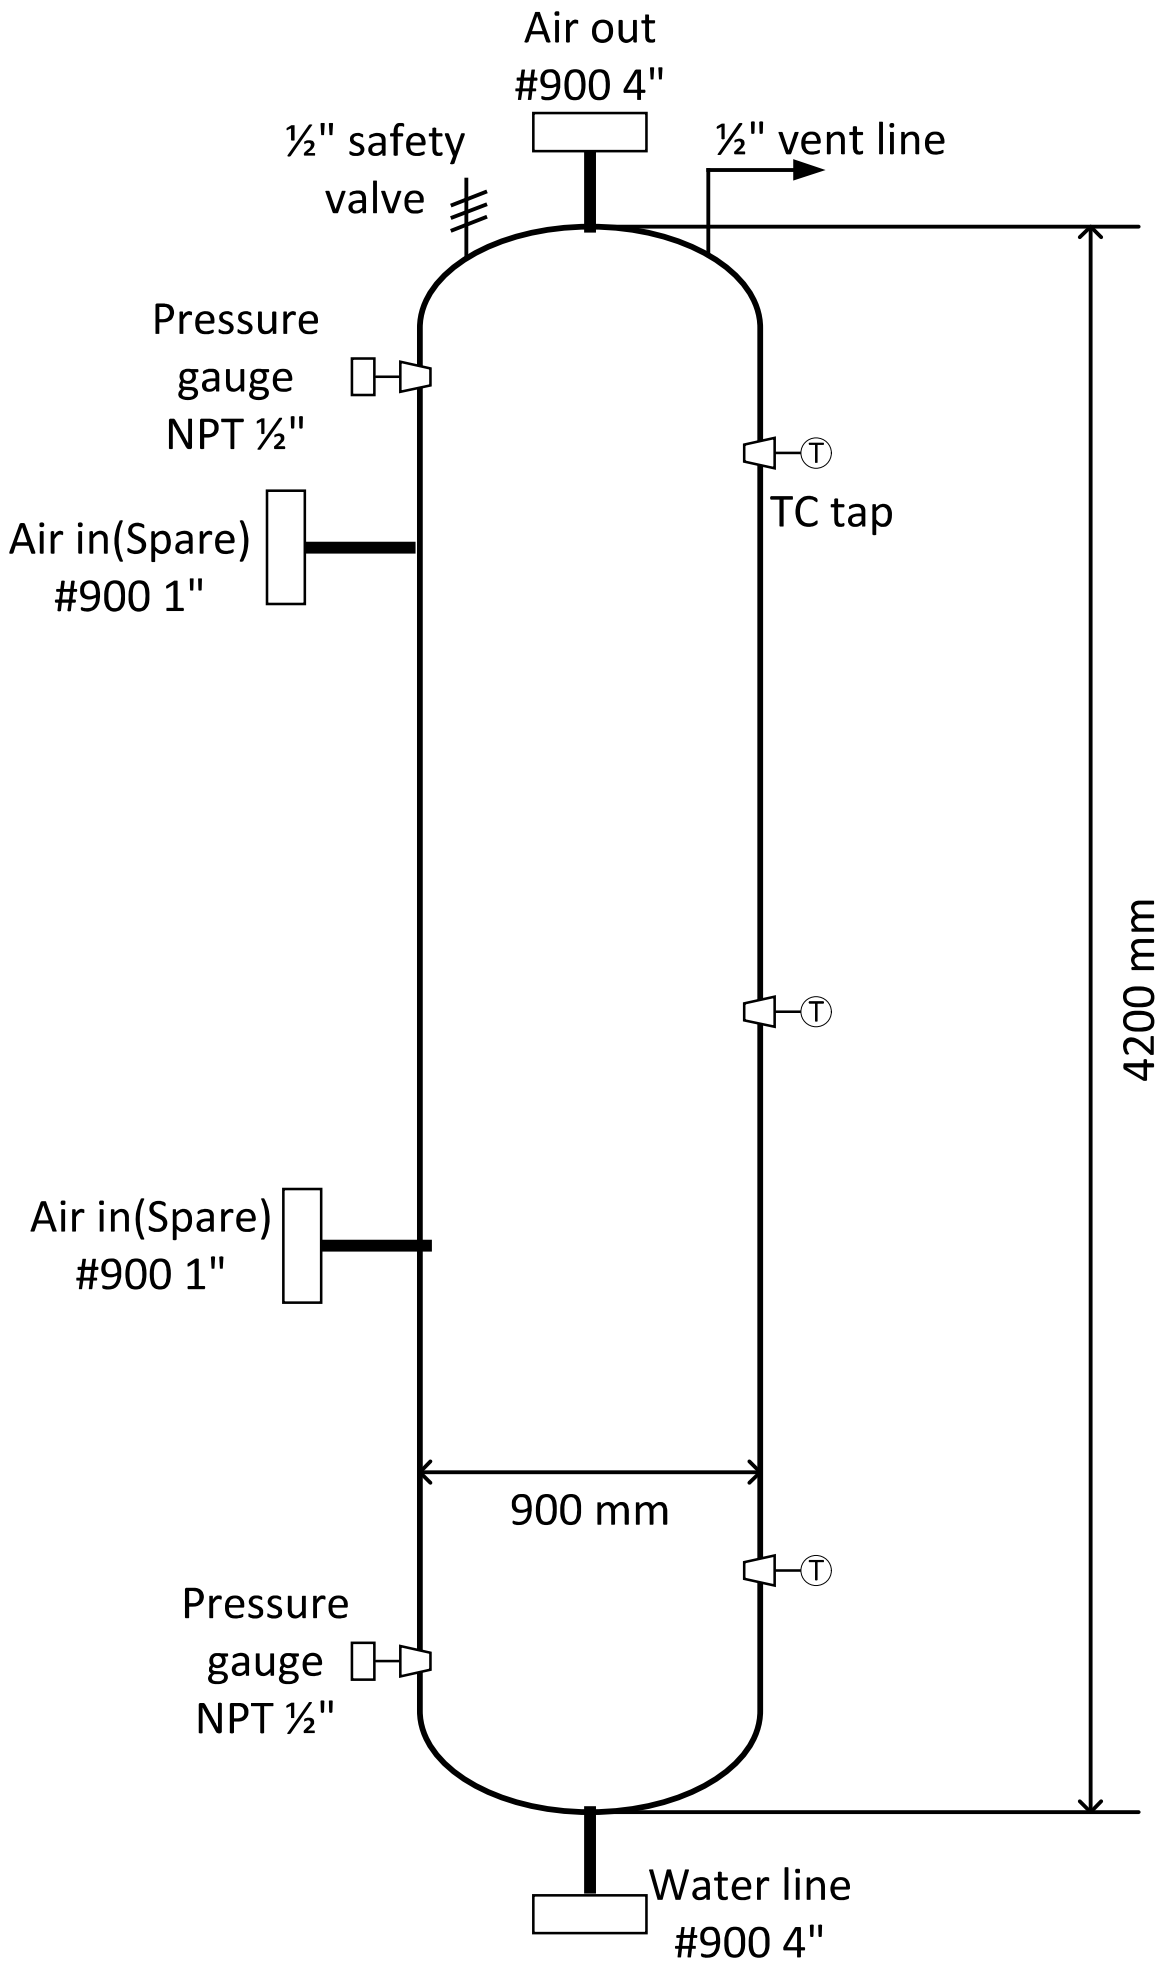 Air out
#900 4"
½" safety
valve
½" vent line
Pressure
gauge
NPT ½"
T
TC tap
Air in(Spare)
#900 1"
T
4200 mm
Air in(Spare)
#900 1"
900 mm
T
Pressure
gauge
NPT ½"
Water line
#900 4"